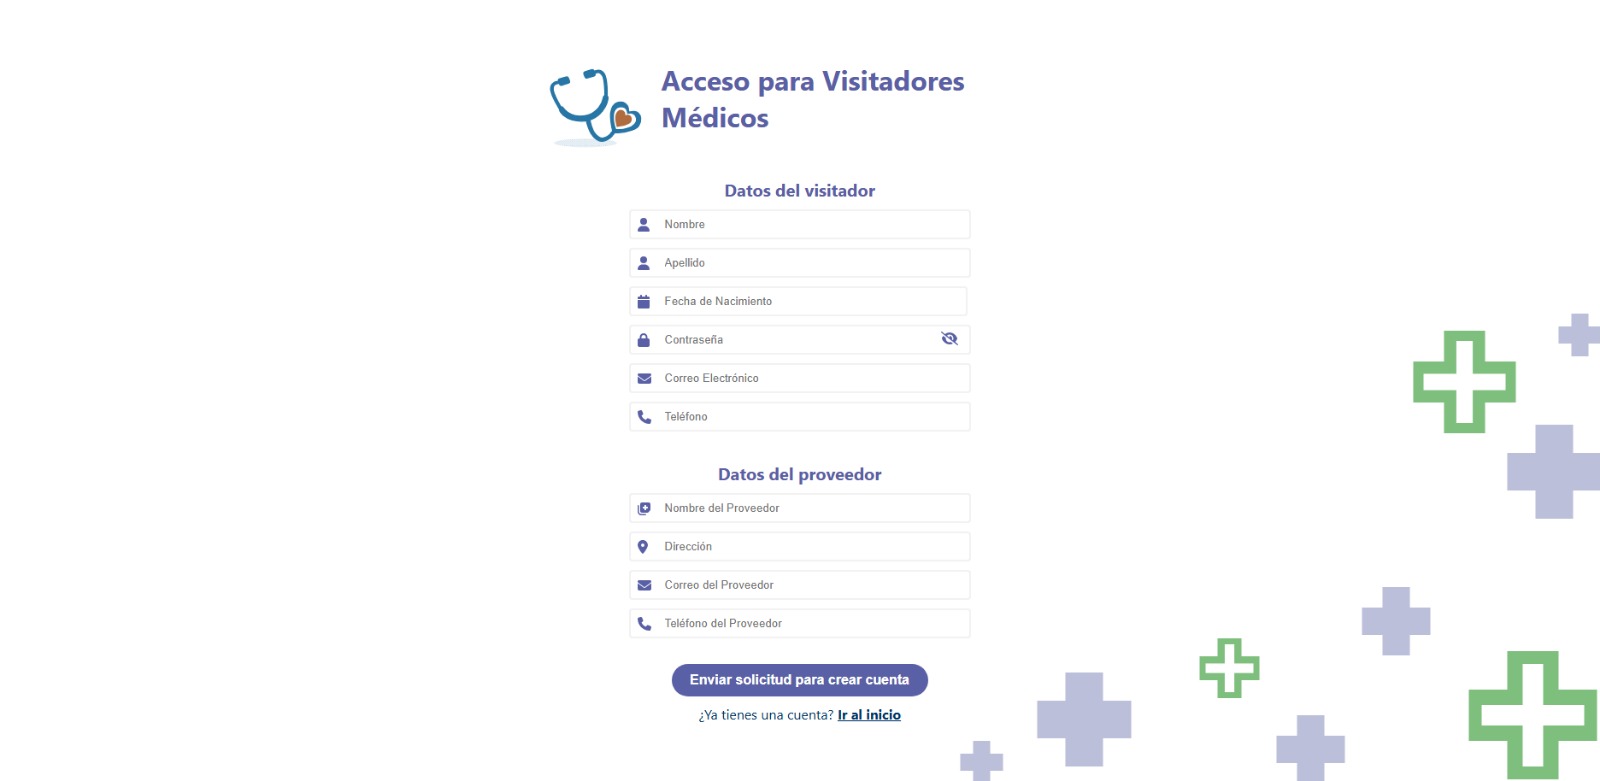 Acceso para Visitadores
Médicos
Datos del visitador
Nombre
Apellido
Fecha de Nacimiento
Contraseña
Correo Electrónico
Teléfono
Datos del proveedor
Nombre del Proveedor
Dirección
Correo del Proveedor
Teléfono del Proveedor
Enviar solicitud para crear cuenta
¿Ya tienes una cuenta? Ir al inicio